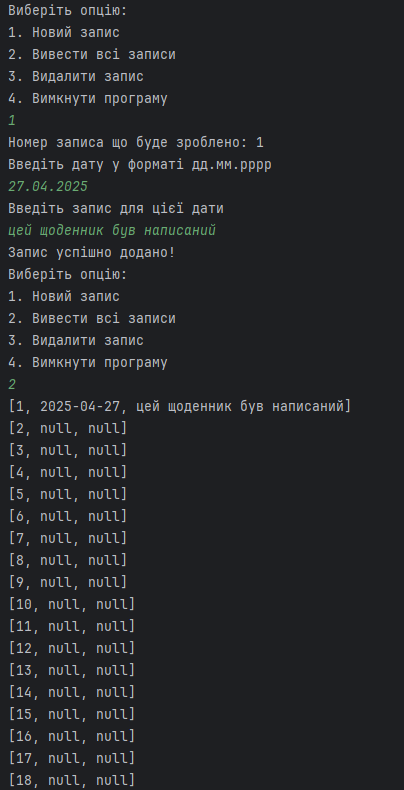 Виберіть опцію:
1. Новий запис
2. Вивести всі записи
3. Видалити запис
4. Вимкнути програму
1
Номер записа що буде зроблено: 1
Введіть дату у форматі дд.мм.рррр
27.04.2025
Введіть запис для цієї дати
цей щоденник був написаний
Запис успішно додано!
Виберіть опцію:
1. Новий запис
2. Вивести всі записи
3. Видалити запис
4. Вимкнути програму
2
[1, 2025-04-27, цей щоденник був написаний]
[2, null, null]
[3, null, null]
[4, null, null]
[5, null, null]
[6, null, null]
[7, null, null]
[8, null, null]
[9, null, null]
[10, null, null]
[11, null, null]
[12, null, null]
[13, null, null]
[14, null, null]
[15, null, null]
[16, null, null]
[17, null, null]
[18, null, null]